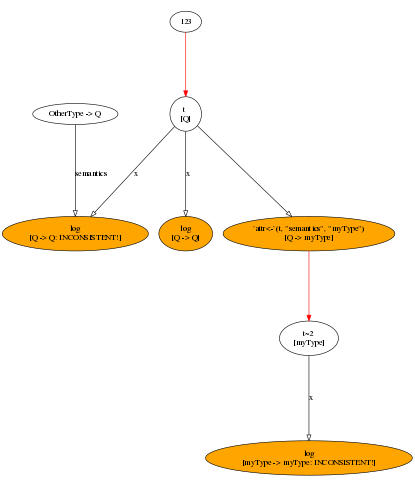 123
OtherType -> Q
t
[Q]
semantics
x
x
log
[Q -> Q: INCONSISTENT!]
log
[Q -> Q]
`attr<-`(t, "semantics", "myType")
[Q -> myType]
t~2
[myType]
x
log
[myType -> myType: INCONSISTENT!]